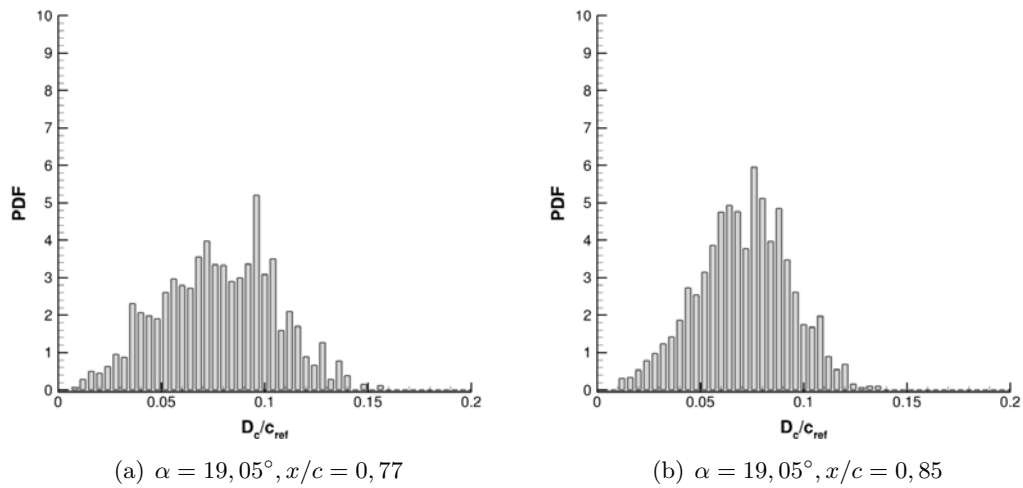 10
9
8
7
6
5
4
3
2
1
0
PDF
0 0.05 0.1 0.15 0.2
D_c/c_ref
(a) α = 19, 05°, x/c = 0, 77
10
9
8
7
6
5
4
3
2
1
0
PDF
0 0.05 0.1 0.15 0.2
D_c/c_ref
(b) α = 19, 05°, x/c = 0, 85